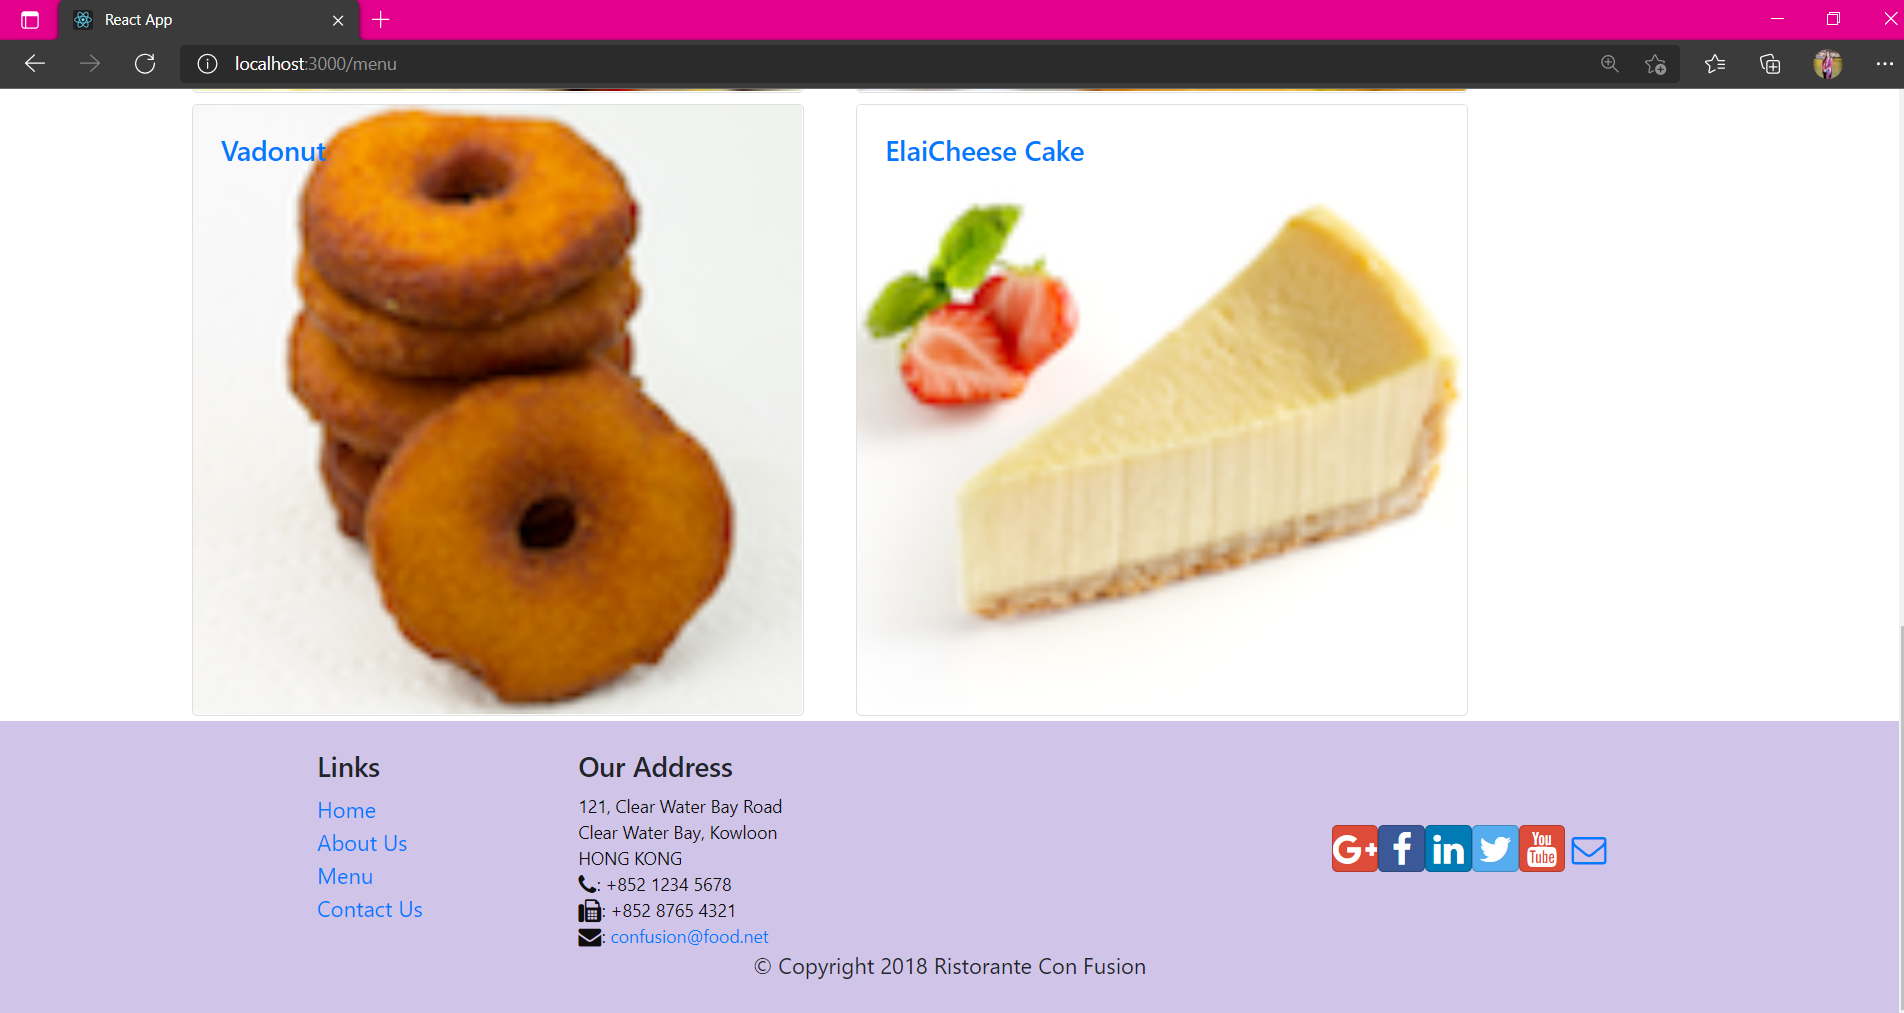 React App
localhost:3000/menu
Vadonut
ElaiCheese Cake
Links
Home
About Us
Menu
Contact Us
Our Address
121, Clear Water Bay Road
Clear Water Bay, Kowloon
HONG KONG
: +852 1234 5678
: +852 8765 4321
: confusion@food.net
G+
f
in
You
Tube
© Copyright 2018 Ristorante Con Fusion